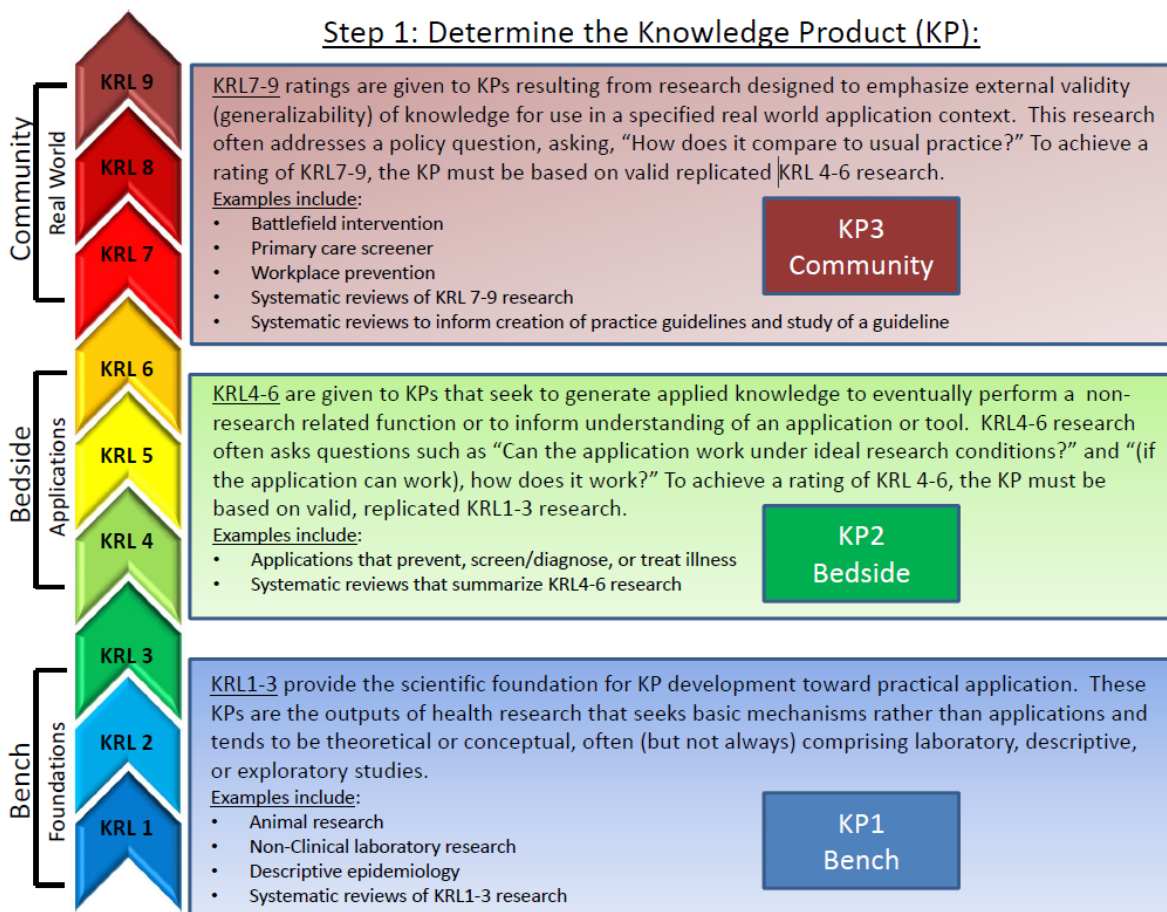 Step 1: Determine the Knowledge Product (KP):
KRL 9
KRL 8
KRL 7
KRL 6
KRL 5
KRL 4
KRL 3
KRL 2
KRL 1
Community
Real World
Bedside
Applications
Bench
Foundations
KRL7-9 ratings are given to KPs resulting from research designed to emphasize external validity
(generalizability) of knowledge for use in a specified real world application context. This research
often addresses a policy question, asking, “How does it compare to usual practice?” To achieve a
rating of KRL7-9, the KP must be based on valid replicated KRL 4-6 research.
Examples include:
• Battlefield intervention
• Primary care screener
• Workplace prevention
• Systematic reviews of KRL 7-9 research
• Systematic reviews to inform creation of practice guidelines and study of a guideline
KP3
Community
KRL4-6 are given to KPs that seek to generate applied knowledge to eventually perform a non-
research related function or to inform understanding of an application or tool. KRL4-6 research
often asks questions such as “Can the application work under ideal research conditions?” and “(if
the application can work), how does it work?” To achieve a rating of KRL 4-6, the KP must be
based on valid, replicated KRL1-3 research.
Examples include:
• Applications that prevent, screen/diagnose, or treat illness
• Systematic reviews that summarize KRL4-6 research
KP2
Bedside
KRL1-3 provide the scientific foundation for KP development toward practical application. These
KPs are the outputs of health research that seeks basic mechanisms rather than applications and
tends to be theoretical or conceptual, often (but not always) comprising laboratory, descriptive,
or exploratory studies.
Examples include:
• Animal research
• Non-Clinical laboratory research
• Descriptive epidemiology
• Systematic reviews of KRL1-3 research
KP1
Bench